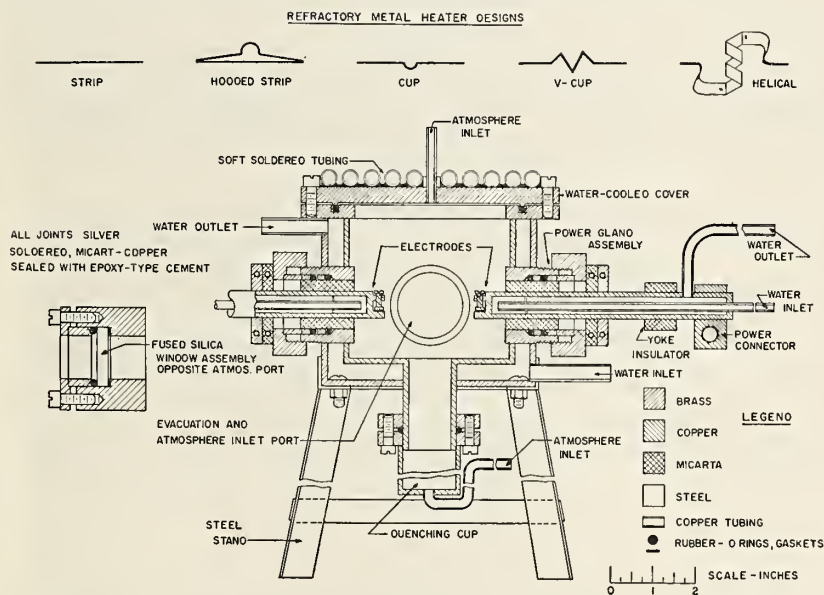 REFRACTORY METAL HEATER DESIGNS
STRIP
HOODED STRIP
CUP
V-CUP
HELICAL
ATMOSPHERE
INLET
SOFT SOLDERED TUBING
WATER-COOLED COVER
WATER OUTLET
ALL JOINTS SILVER
SOLDERED, MICART-COPPER
SEALED WITH EPOXY-TYPE CEMENT
ELECTRODES
POWER GLAND
ASSEMBLY
WATER
OUTLET
WATER
INLET
YOKE
INSULATOR
POWER
CONNECTOR
FUSED SILICA
WINDOW ASSEMBLY
OPPOSITE ATMOS. PORT
WATER INLET
EVACUATION AND
ATMOSPHERE INLET PORT
ATMOSPHERE
INLET
STEEL
STAND
QUENCHING CUP
LEGEND
BRASS
COPPER
MICARTA
STEEL
COPPER TUBING
RUBBER-O RINGS, GASKETS
SCALE-INCHES
0 1 2